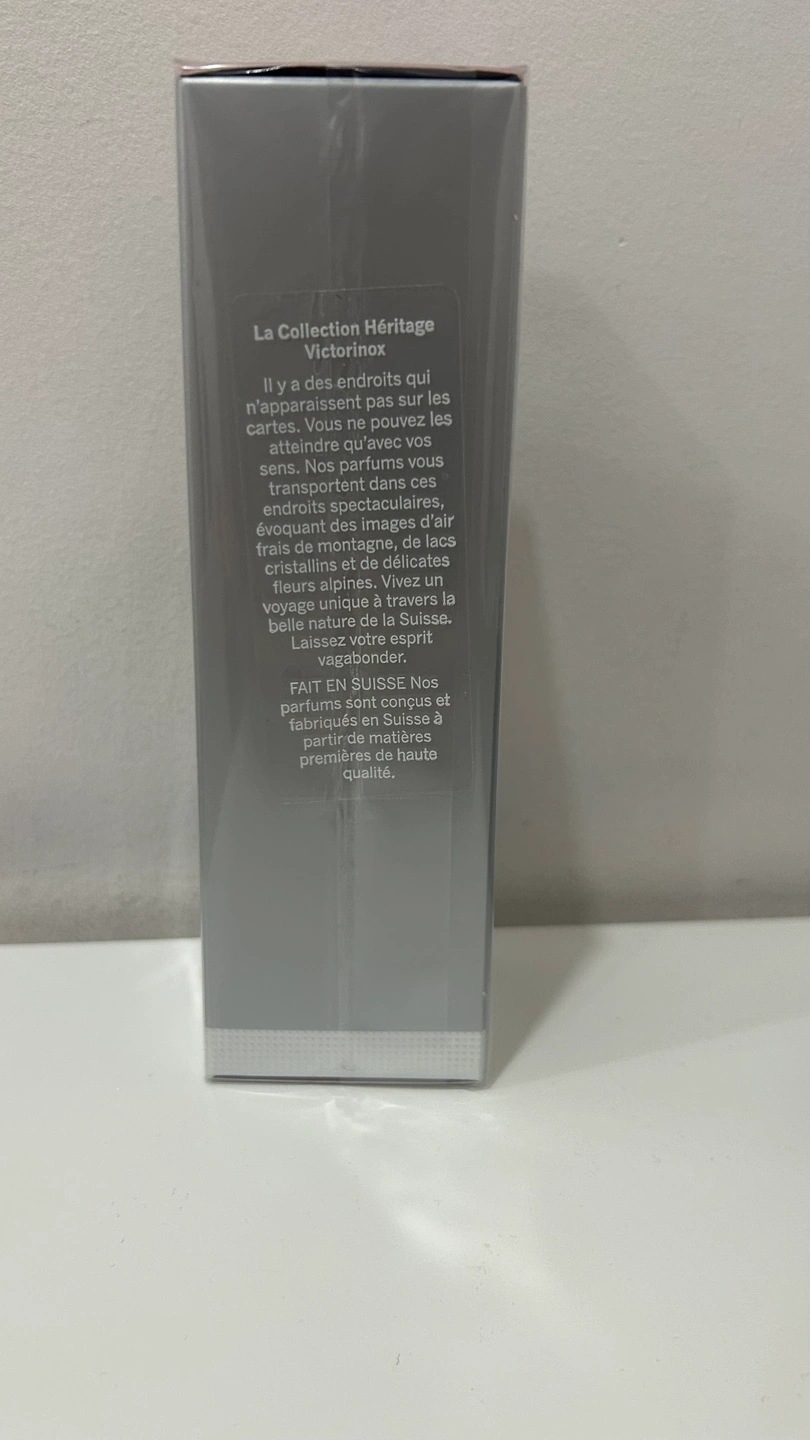 La Collection Héritage
Victorinox
Il y a des endroits qui
n'apparaissent pas sur les
cartes. Vous ne pouvez les
atteindre qu'avec vos
sens. Nos parfums vous
transportent dans ces
endroits spectaculaires,
évoquant des images d'air
frais de montagne, de lacs
cristallins et de délicates
fleurs alpines. Vivez un
voyage unique à travers la
belle nature de la Suisse.
Laissez votre esprit
vagabonder.
FAIT EN SUISSE Nos
parfums sont conçus et
fabriqués en Suisse à
partir de matières
premières de haute
qualité.